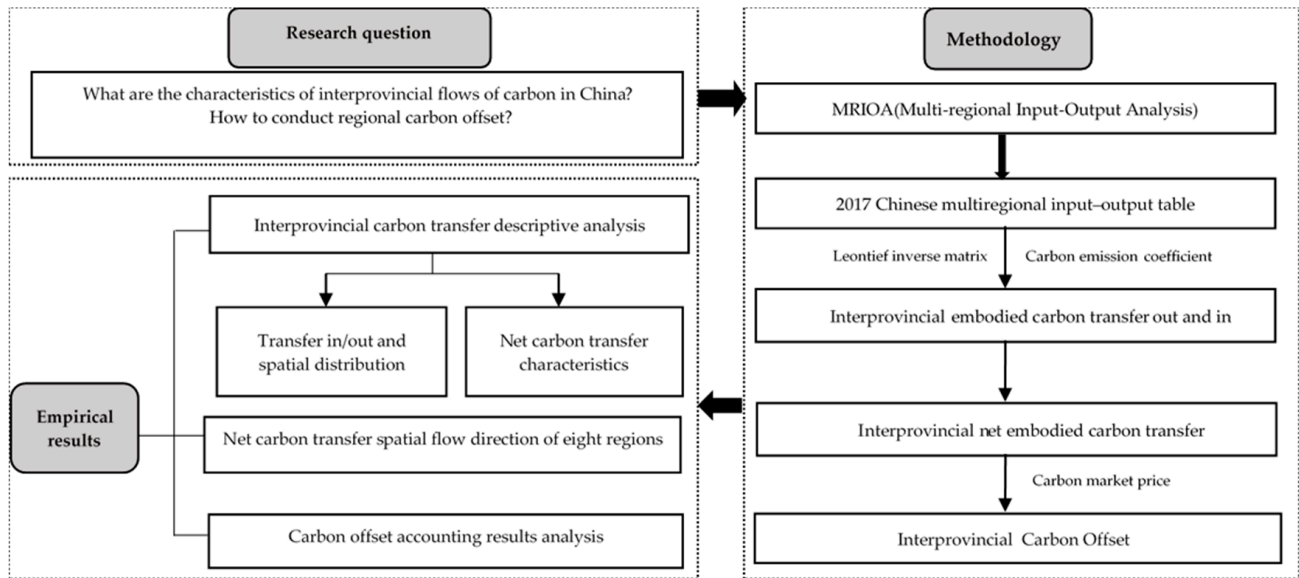 Research question
What are the characteristics of interprovincial flows of carbon in China?
How to conduct regional carbon offset?
Methodology
MRIOA(Multi-regional Input-Output Analysis)
2017 Chinese multiregional input–output table
Leontief inverse matrix
Carbon emission coefficient
Interprovincial embodied carbon transfer out and in
Interprovincial net embodied carbon transfer
Carbon market price
Interprovincial Carbon Offset
Empirical
results
Interprovincial carbon transfer descriptive analysis
Transfer in/out and
spatial distribution
Net carbon transfer
characteristics
Net carbon transfer spatial flow direction of eight regions
Carbon offset accounting results analysis